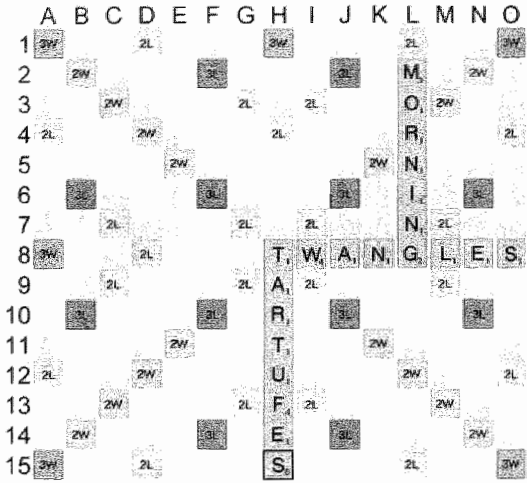 A B C D E F G H I J K L M N O
1 3W 2L 3W 2L 3W
2 2W 3L 3L M 2W
3 2W 2L 2L O 2W
4 2L 2W 2L R
5 2W 2W N
6 3L 3L 3L I 3L
7 2L 2L 2L N 2L
8 3W 2L T W A N G L E S
9 2L 2L A 2L 2L
10 3L 3L R 3L 3L
11 2W T 2W
12 2L 2W U 2W 2L
13 2W 2L F 2L 2W
14 2W 3L E 3L 2W
15 3W 2L S 2L 3W